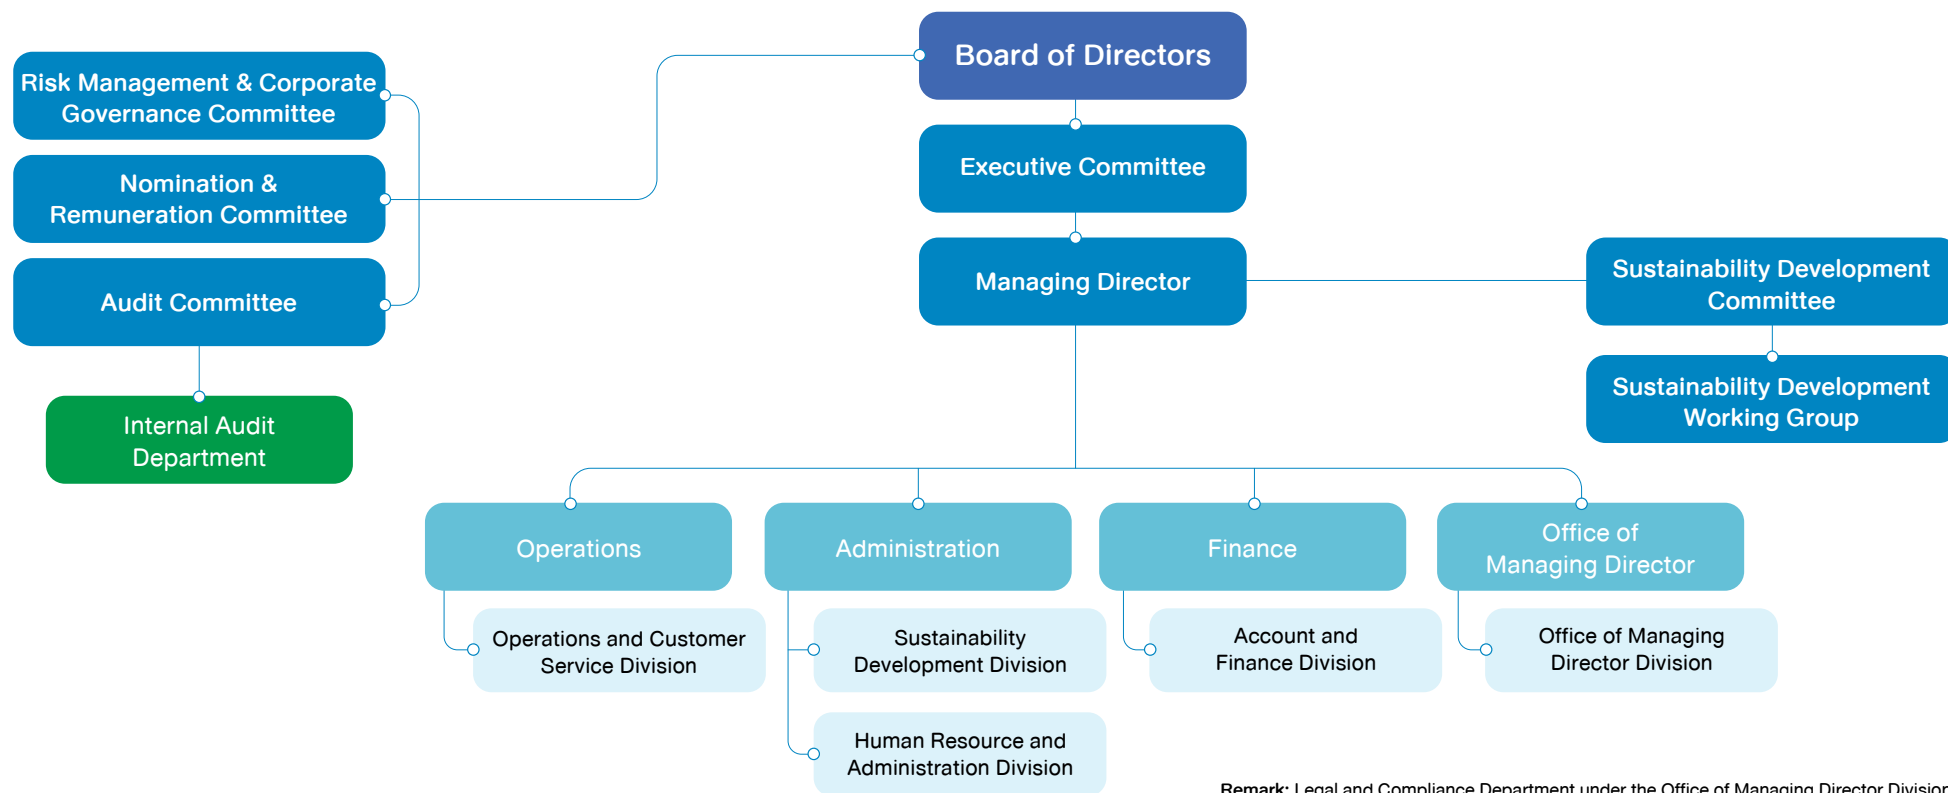 Board of Directors
Risk Management & Corporate
Governance Committee
Nomination &
Remuneration Committee
Audit Committee
Internal Audit
Department
Executive Committee
Managing Director
Sustainability Development
Committee
Sustainability Development
Working Group
Operations
Administration
Finance
Office of
Managing Director
Operations and Customer
Service Division
Sustainability
Development Division
Account and
Finance Division
Office of Managing
Director Division
Human Resource and
Administration Division
Remark: Legal and Compliance Department under the Office of Managing Director Division